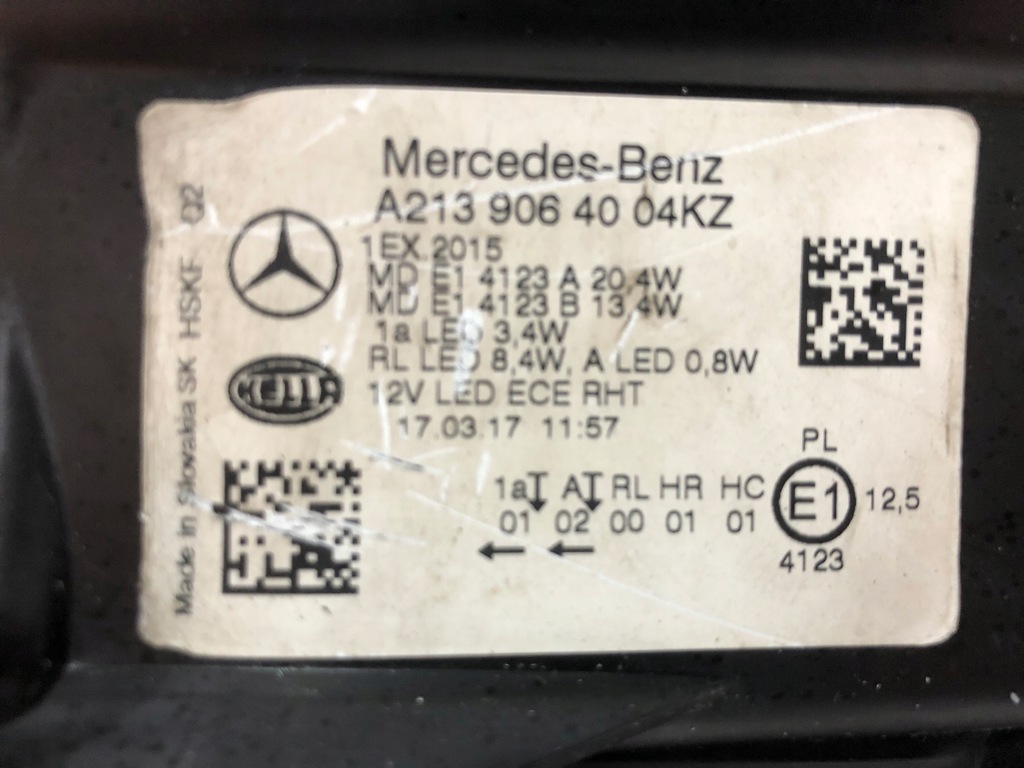 Mercedes-Benz
A213 906 40 04KZ
1EX.2015
MD E1 4123 A 20,4W
MD E1 4123 B 13,4W
1a LED 3,4W
RL LED 8,4W, A LED 0,8W
12V LED ECE RHT
17.03.17 11:57
HELLA
Made in Slovakia SK HSKF Q2
1a AT RL HR HC
01 02 00 01 01
PL
E1 12,5
4123